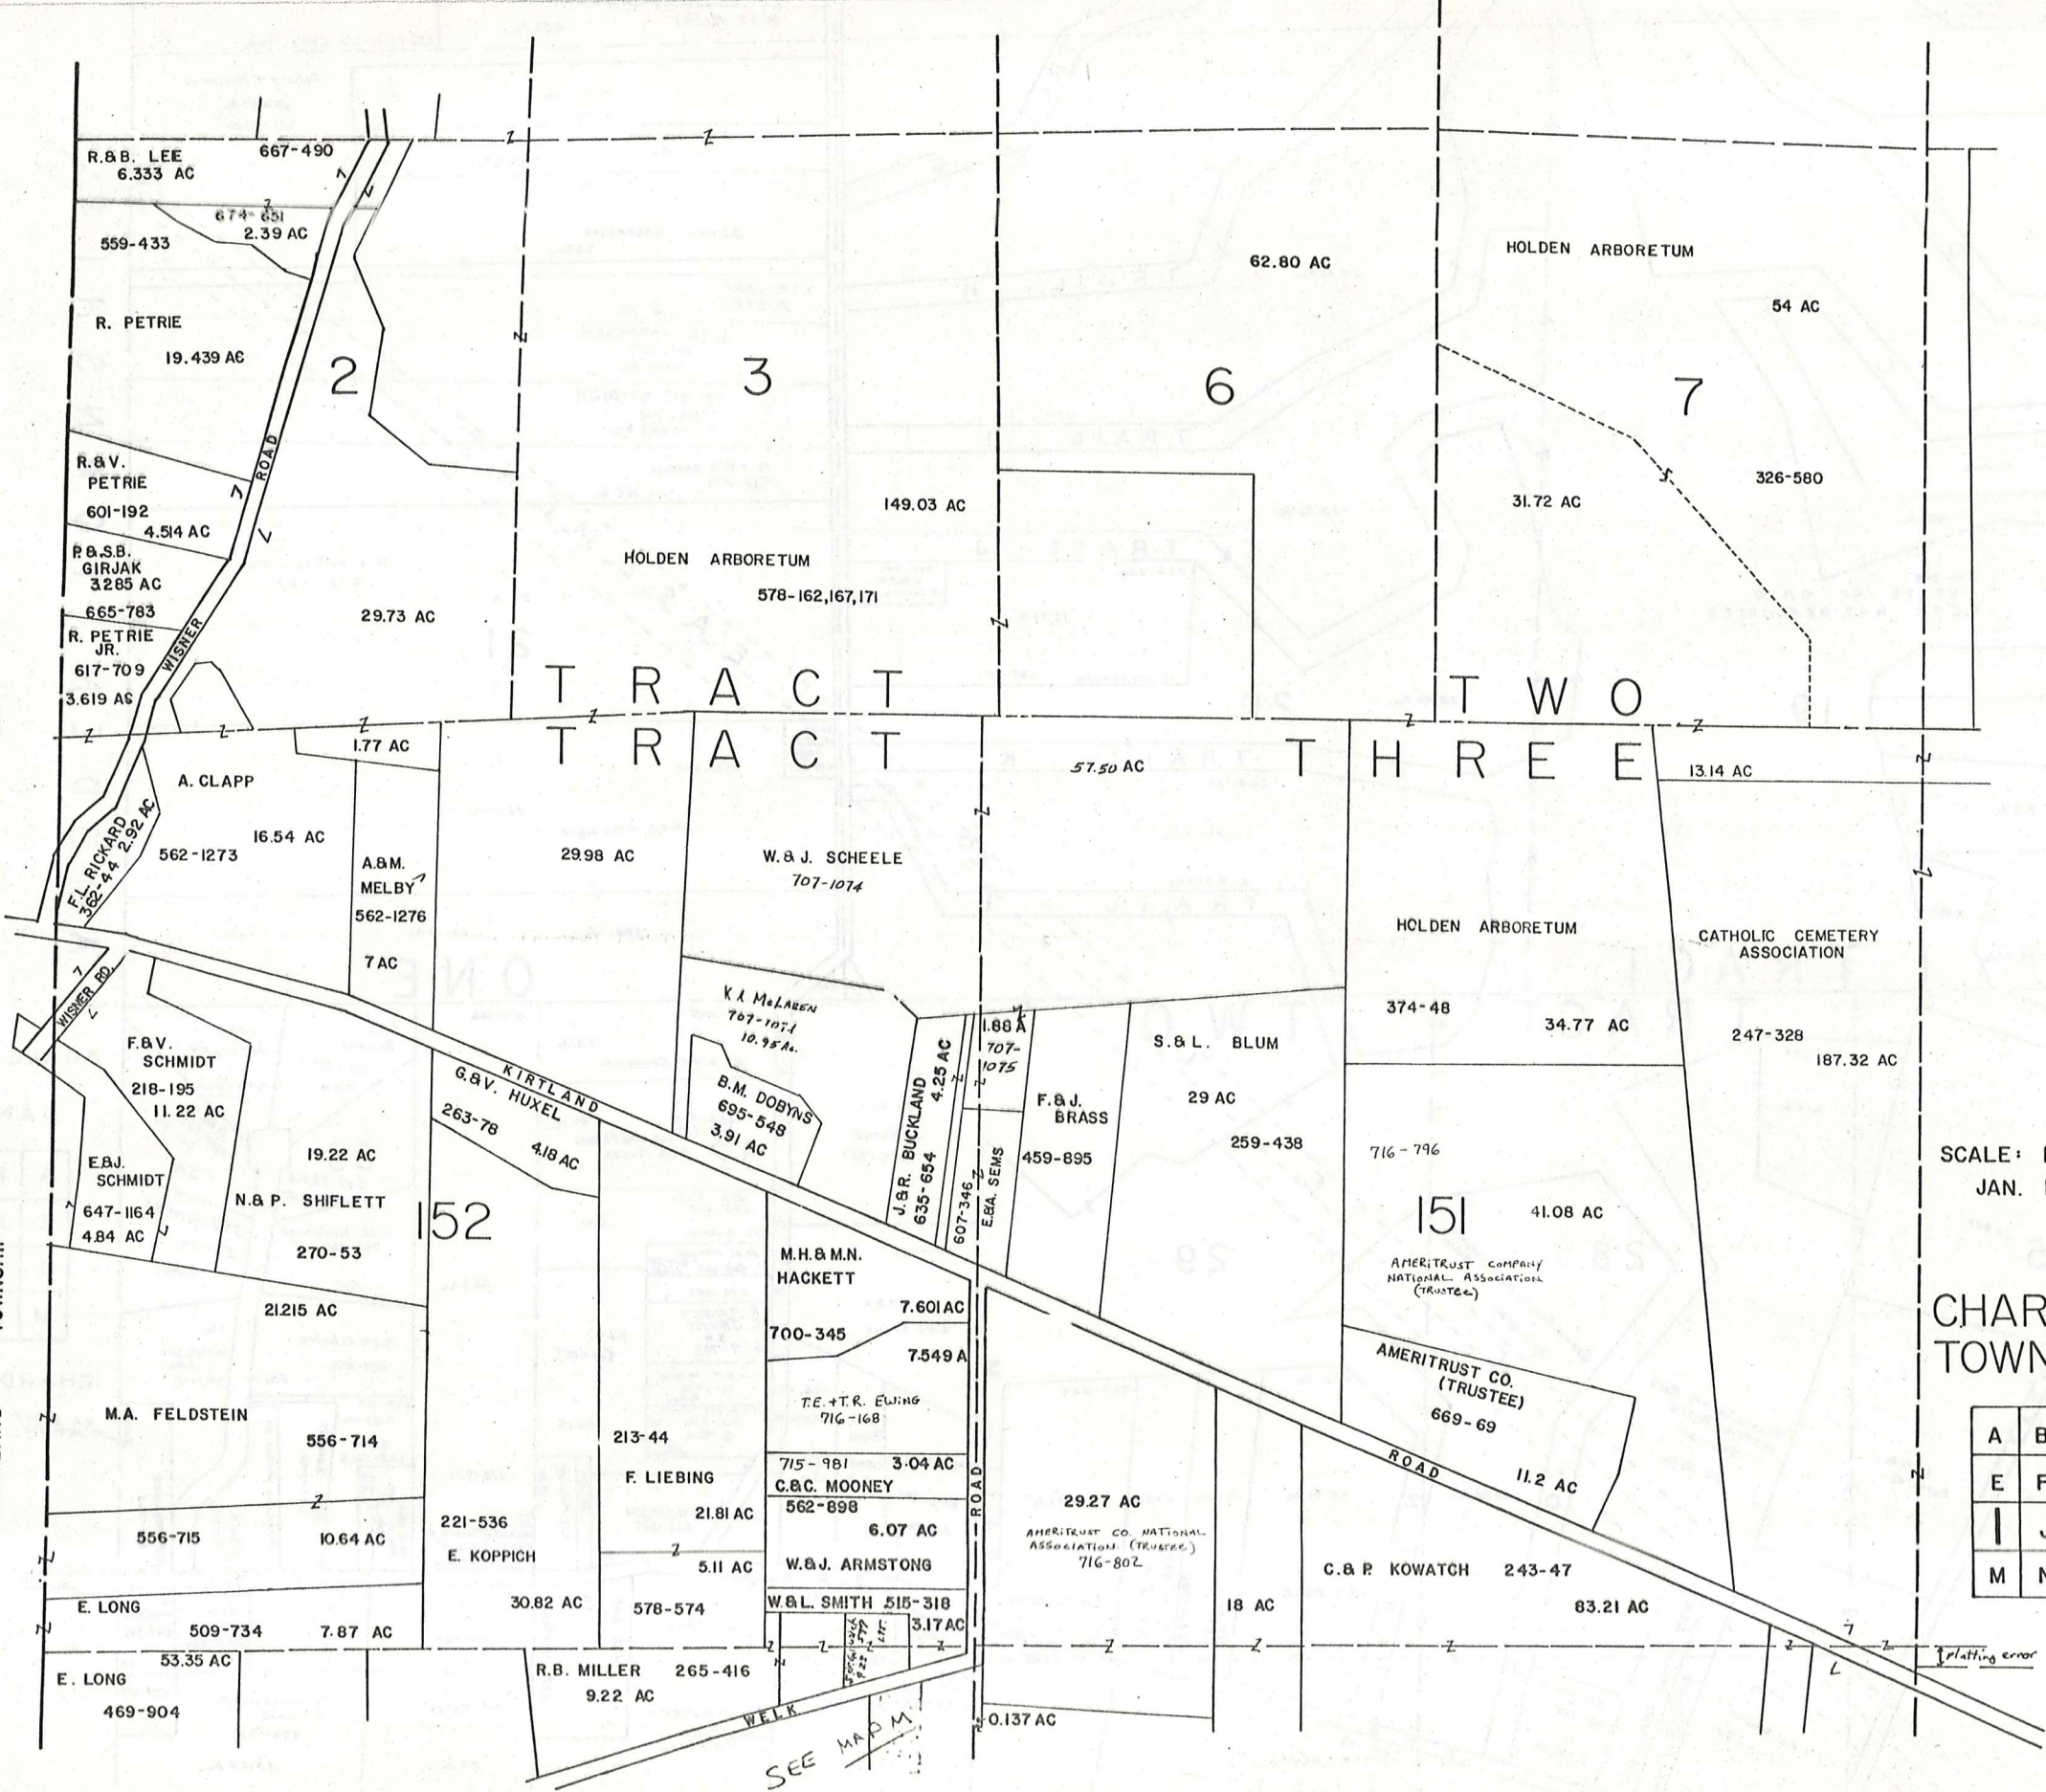 R.&B. LEE
6.333 AC
667-490
674-651
2.39 AC
559-433
R. PETRIE
19.439 AC
2
3
6
7
62.80 AC
HOLDEN ARBORETUM
54 AC
326-580
31.72 AC
ROAD
R.&V.
PETRIE
601-192
4.514 AC
P.&S.B.
GIRJAK
3.285 AC
665-783
R. PETRIE
JR.
617-709
3.619 AC
WISNER
29.73 AC
149.03 AC
HOLDEN ARBORETUM
578-162,167,171
TRACT TWO
TRACT THREE
1.77 AC
A. CLAPP
16.54 AC
562-1273
F.L. RICKARD
362-44 2.92 AC
A.&M.
MELBY
562-1276
7 AC
29.98 AC
W.&J. SCHEELE
707-1074
57.50 AC
13.14 AC
HOLDEN ARBORETUM
374-48
34.77 AC
CATHOLIC CEMETERY
ASSOCIATION
247-328
187.32 AC
WISNER RD.
F.&V.
SCHMIDT
218-195
11.22 AC
E.&J.
SCHMIDT
647-1164
4.84 AC
19.22 AC
N.&P. SHIFLETT
270-53
152
KIRTLAND
G.&V. HUXEL
263-78
4.18 AC
McLAREN
10.95 Ac.
B.M. DOBYNS
695-548
3.91 AC
J.&R. BUCKLAND
635-654
4.25 AC
1.88 A
707-
1075
607-346
E.&A. SEMS
F.&J.
BRASS
459-895
S.&L. BLUM
29 AC
259-438
716-796
151
41.08 AC
AMERITRUST COMPANY
NATIONAL ASSOCIATION
(TRUSTEE)
AMERITRUST CO.
(TRUSTEE)
669-69
11.2 AC
ROAD
SCALE:
JAN.
CHAR
TOWN
A B
E F
I J
M N
21.215 AC
M.A. FELDSTEIN
556-714
556-715
10.64 AC
E. LONG
509-734
7.87 AC
53.35 AC
E. LONG
469-904
221-536
E. KOPPICH
30.82 AC
213-44
F. LIEBING
21.81 AC
5.11 AC
578-574
M.H.& M.N.
HACKETT
7.601 AC
700-345
7.549 A
T.E. + T.R. EWING
716-168
715-981
3.04 AC
C.&C. MOONEY
562-898
6.07 AC
W.&J. ARMSTONG
W.&L. SMITH 515-318
3.17 AC
ROAD
29.27 AC
AMERITRUST CO. NATIONAL
ASSOCIATION (TRUSTEE)
716-802
18 AC
C.&P. KOWATCH 243-47
83.21 AC
platting error
R.B. MILLER 265-416
9.22 AC
WELK
SEE MAP M
0.137 AC